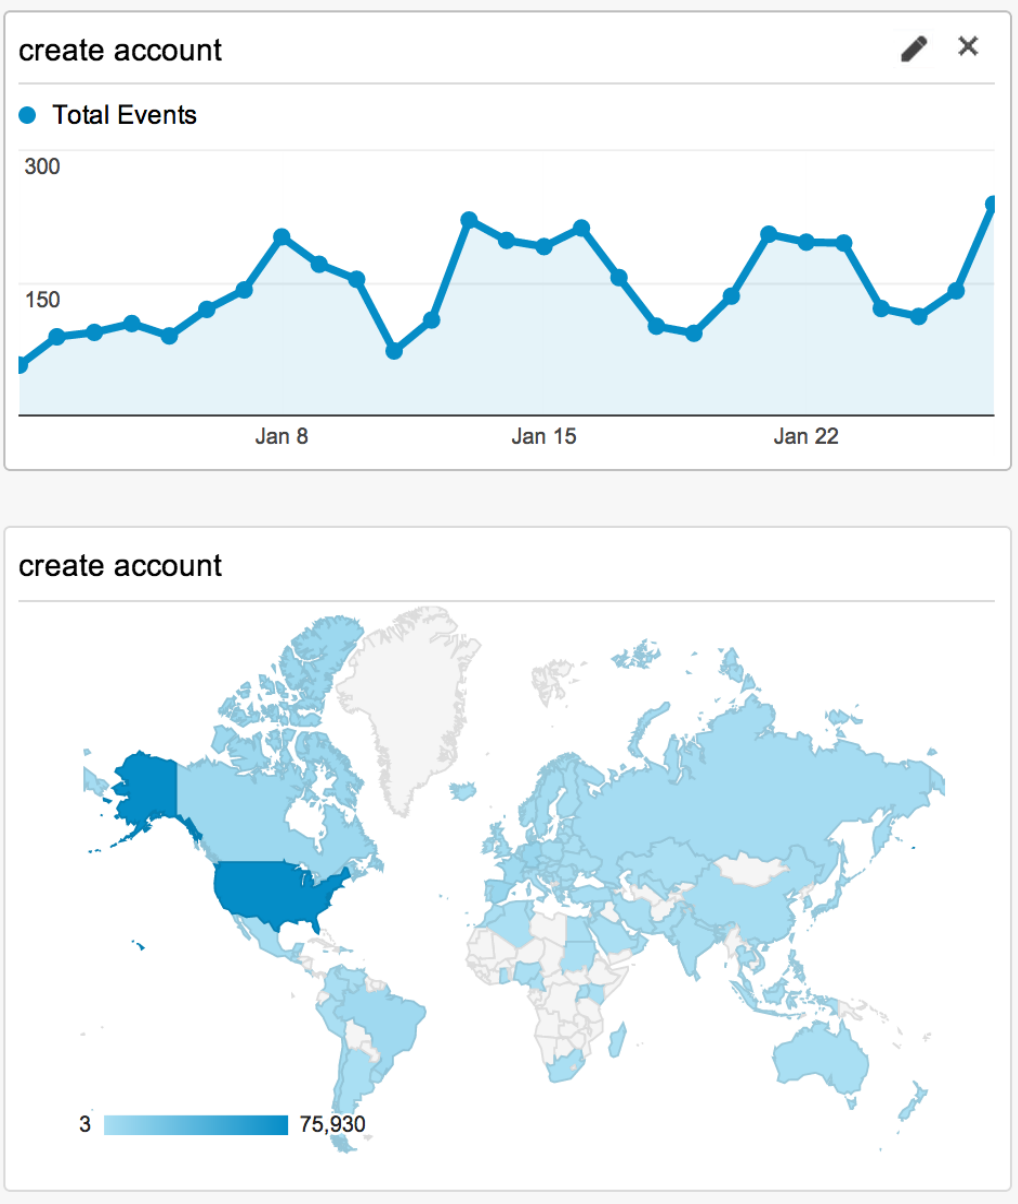 create account
Total Events
300
150
Jan 8
Jan 15
Jan 22
create account
3
75,930